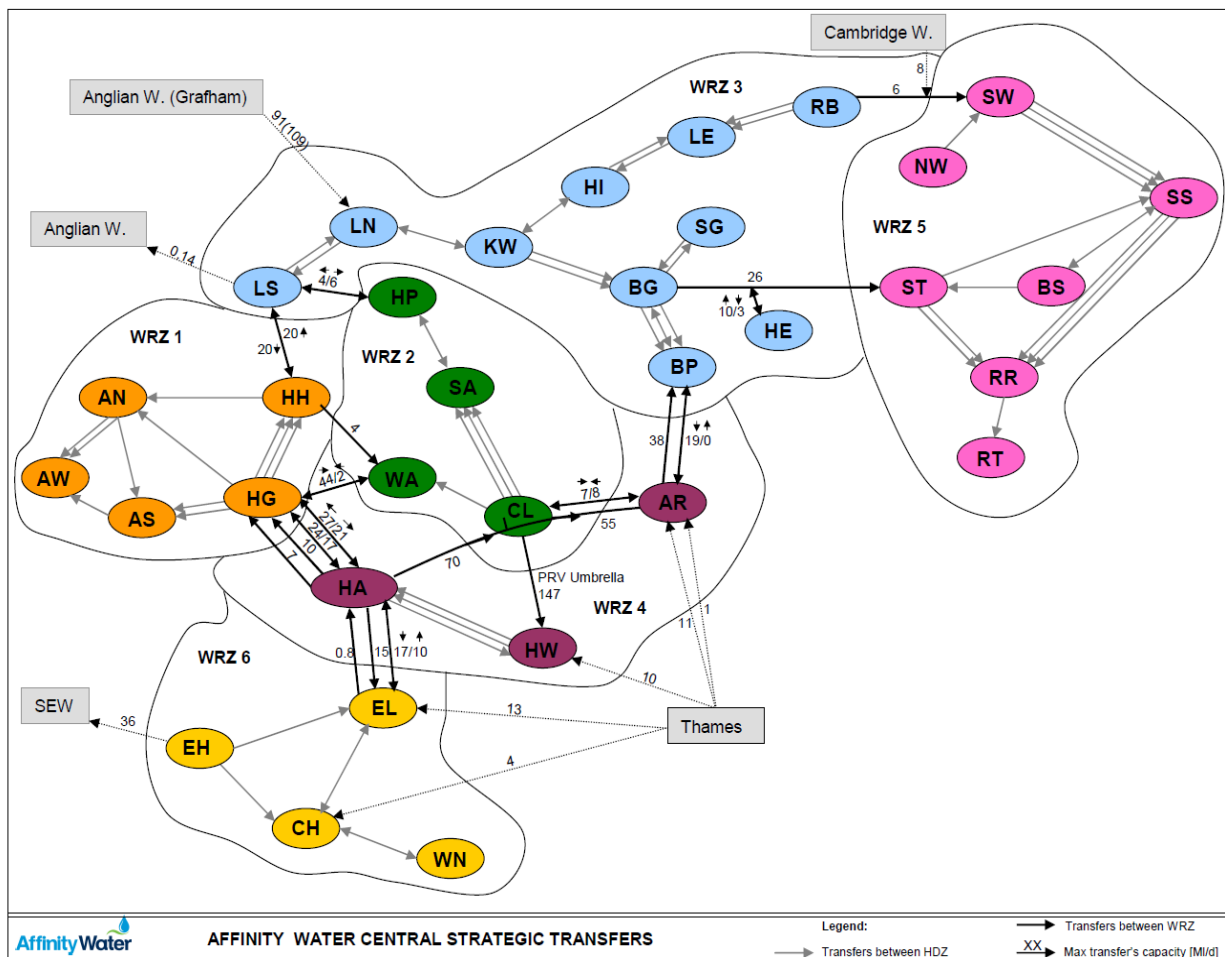 Cambridge W.
8
Anglian W. (Grafham)
91(109)
WRZ 3
RB
6
SW
LE
NW
HI
SS
Anglian W.
0.14
LN
KW
SG
WRZ 5
LS
4/6
HP
BG
26
ST
BS
10/3
HE
WRZ 1
20
20
WRZ 2
BP
RR
AN
HH
SA
4
38
19/0
RT
AW
WA
44/2
HG
AS
CL
7/8
AR
55
27/21
24/17
10
7
HA
70
PRV Umbrella
147
WRZ 4
1
11
HW
0.8
15
17/10
WRZ 6
10
SEW
36
EL
13
Thames
EH
4
CH
WN
Affinity Water
AFFINITY WATER CENTRAL STRATEGIC TRANSFERS
Legend:
Transfers between HDZ
Transfers between WRZ
XX
Max transfer's capacity [Ml/d]